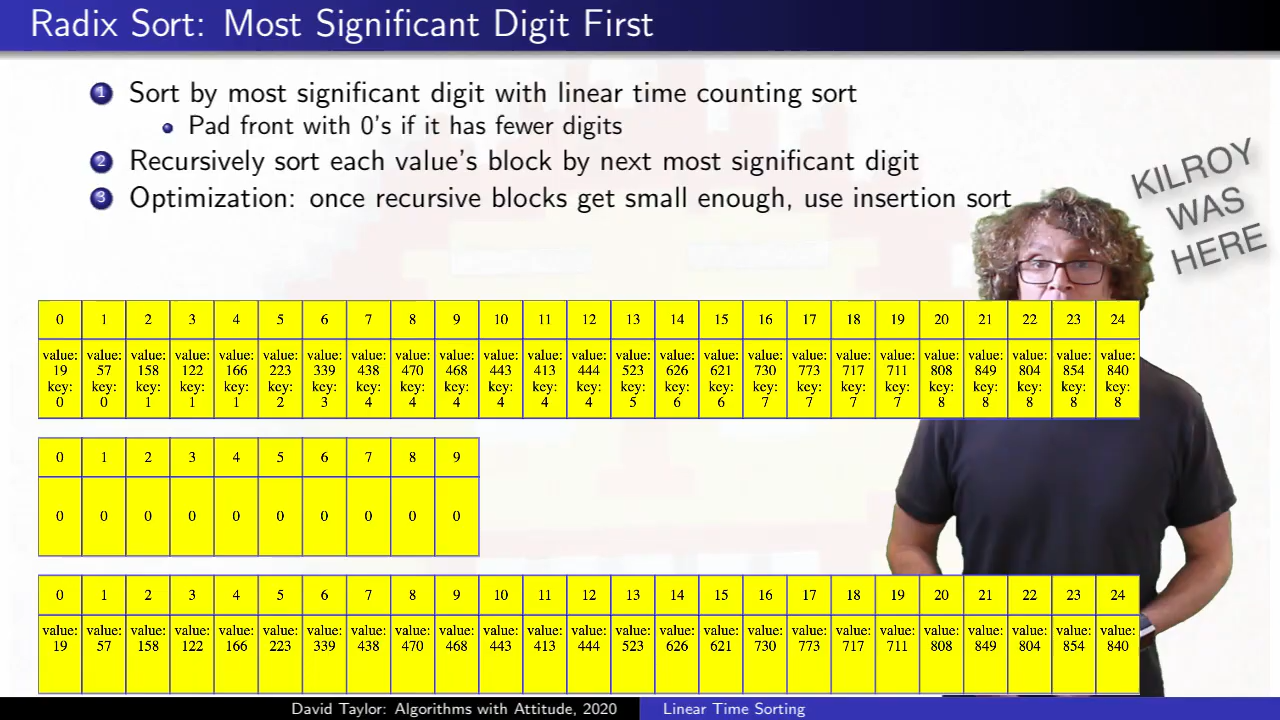 Radix Sort: Most Significant Digit First
1 Sort by most significant digit with linear time counting sort
Pad front with 0's if it has fewer digits
2 Recursively sort each value's block by next most significant digit
3 Optimization: once recursive blocks get small enough, use insertion sort
KILROY
WAS
HERE
0 1 2 3 4 5 6 7 8 9 10 11 12 13 14 15 16 17 18 19 20 21 22 23 24
value: value: value: value: value: value: value: value: value: value: value: value: value: value: value: value: value: value: value: value: value: value: value: value: value:
19 57 158 122 166 223 339 438 470 468 443 413 444 523 626 621 730 773 717 711 808 849 804 854 840
key: key: key: key: key: key: key: key: key: key: key: key: key: key: key: key: key: key: key: key: key: key: key: key: key:
0 0 1 1 1 2 3 4 4 4 4 4 4 5 6 6 7 7 7 7 8 8 8 8 8
0 1 2 3 4 5 6 7 8 9
0 0 0 0 0 0 0 0 0 0
0 1 2 3 4 5 6 7 8 9 10 11 12 13 14 15 16 17 18 19 20 21 22 23 24
value: value: value: value: value: value: value: value: value: value: value: value: value: value: value: value: value: value: value: value: value: value: value: value: value:
19 57 158 122 166 223 339 438 470 468 443 413 444 523 626 621 730 773 717 711 808 849 804 854 840
David Taylor: Algorithms with Attitude, 2020 Linear Time Sorting